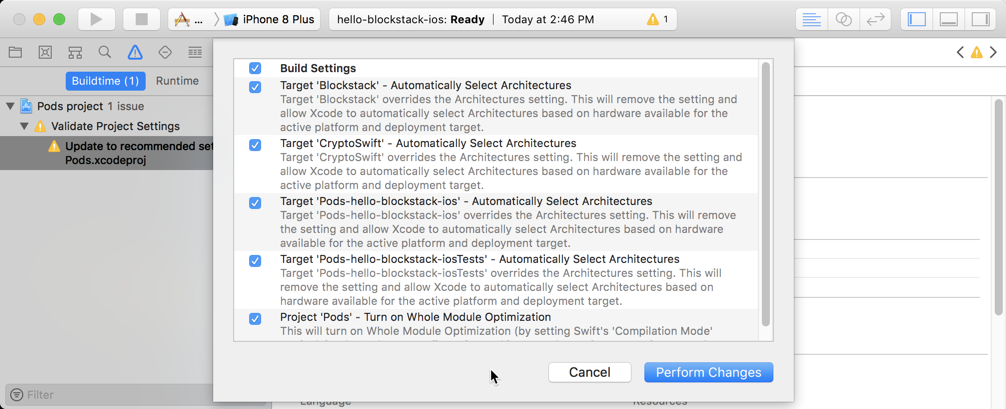 ... iPhone 8 Plus
hello-blockstack-ios: Ready | Today at 2:46 PM 1
Buildtime (1) Runtime
Pods project 1 issue
Validate Project Settings
Update to recommended set
Pods.xcodeproj
Filter
Build Settings
Target 'Blockstack' - Automatically Select Architectures
Target 'Blockstack' overrides the Architectures setting. This will remove the setting and
allow Xcode to automatically select Architectures based on hardware available for the
active platform and deployment target.
Target 'CryptoSwift' - Automatically Select Architectures
Target 'CryptoSwift' overrides the Architectures setting. This will remove the setting and
allow Xcode to automatically select Architectures based on hardware available for the
active platform and deployment target.
Target 'Pods-hello-blockstack-ios' - Automatically Select Architectures
Target 'Pods-hello-blockstack-ios' overrides the Architectures setting. This will remove
the setting and allow Xcode to automatically select Architectures based on hardware
available for the active platform and deployment target.
Target 'Pods-hello-blockstack-iosTests' - Automatically Select Architectures
Target 'Pods-hello-blockstack-iosTests' overrides the Architectures setting. This will
remove the setting and allow Xcode to automatically select Architectures based on
hardware available for the active platform and deployment target.
Project 'Pods' - Turn on Whole Module Optimization
This will turn on Whole Module Optimization (by setting Swift's 'Compilation Mode'
Cancel Perform Changes
Language Resources